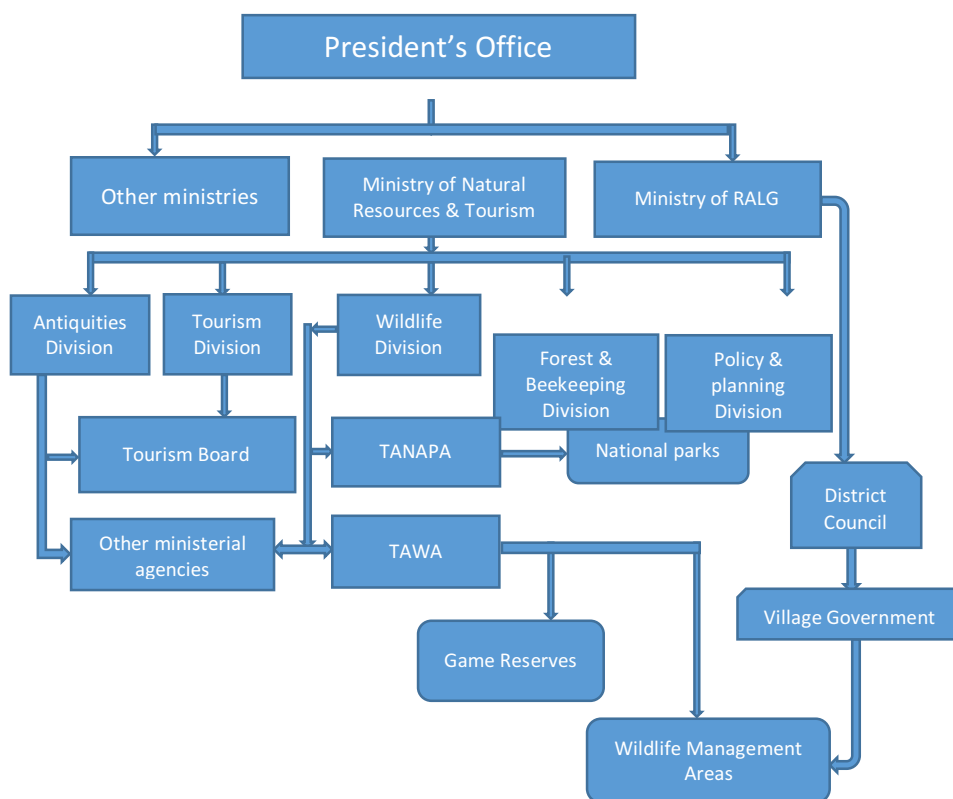 President’s Office
Other ministries
Ministry of Natural
Resources & Tourism
Ministry of RALG
Antiquities
Division
Tourism
Division
Wildlife
Division
Forest &
Beekeeping
Division
Policy &
planning
Division
Tourism Board
TANAPA
National parks
District
Council
Other ministerial
agencies
TAWA
Village Government
Game Reserves
Wildlife Management
Areas